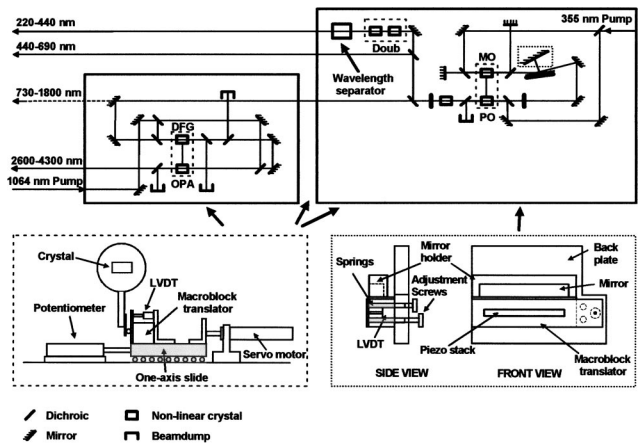 220-440 nm
355 nm Pump
440-690 nm
Doub
MO
Wavelength
separator
730-1800 nm
PO
DFG
2600-4300 nm
1064 nm Pump
OPA
Crystal
LVDT
Potentiometer
Macroblock
translator
Servo motor
One-axis slide
Springs
Mirror
holder
Adjustment
Screws
Back
plate
Mirror
LVDT
Piezo stack
Macroblock
translator
SIDE VIEW
FRONT VIEW
Dichroic
Non-linear crystal
Mirror
Beamdump